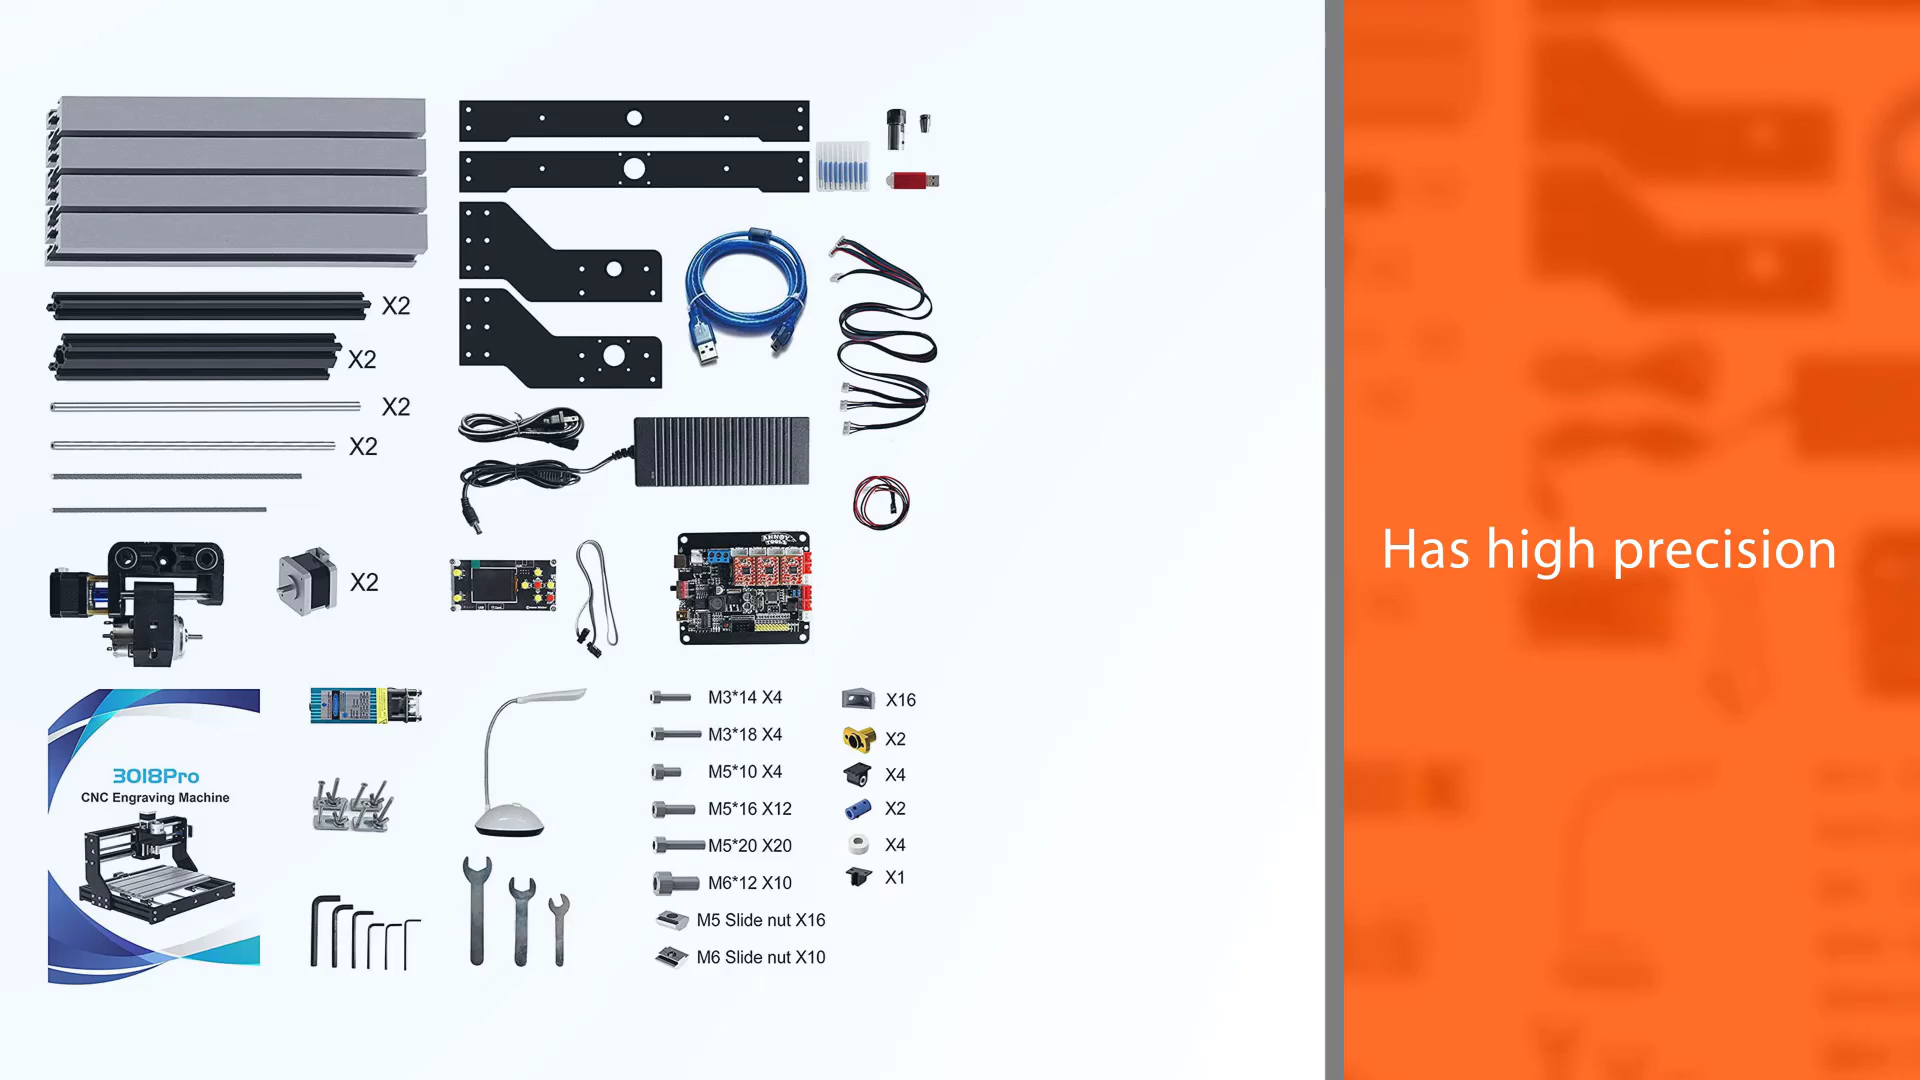 X2
X2
X2
X2
X2
ANNOY
TOOLS
3018Pro
CNC Engraving Machine
M3*14 X4
M3*18 X4
M5*10 X4
M5*16 X12
M5*20 X20
M6*12 X10
M5 Slide nut X16
M6 Slide nut X10
X16
X2
X4
X2
X4
X1
Has high precision